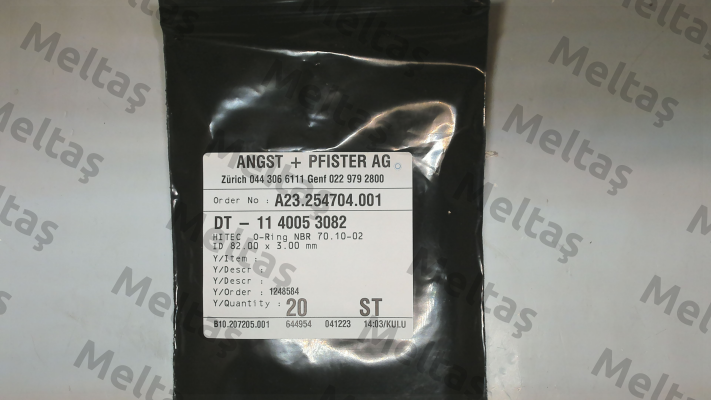 ANGST + PFISTER AG
Zürich 044 306 6111 Genf 022 979 2800
Order No : A23.254704.001
DT - 11 4005 3082
HITEC O-Ring NBR 70.10-02
ID 82.00 x 3.00 mm
Y/Item :
Y/Descr :
Y/Descr :
Y/Order : 1248584
Y/Quantity : 20 ST
B10.207205.001 644954 041223 14:03/KULU
Meltaş
Meltaş
Meltaş
Meltaş
Meltaş
Meltaş
Meltaş
Meltaş
Meltaş